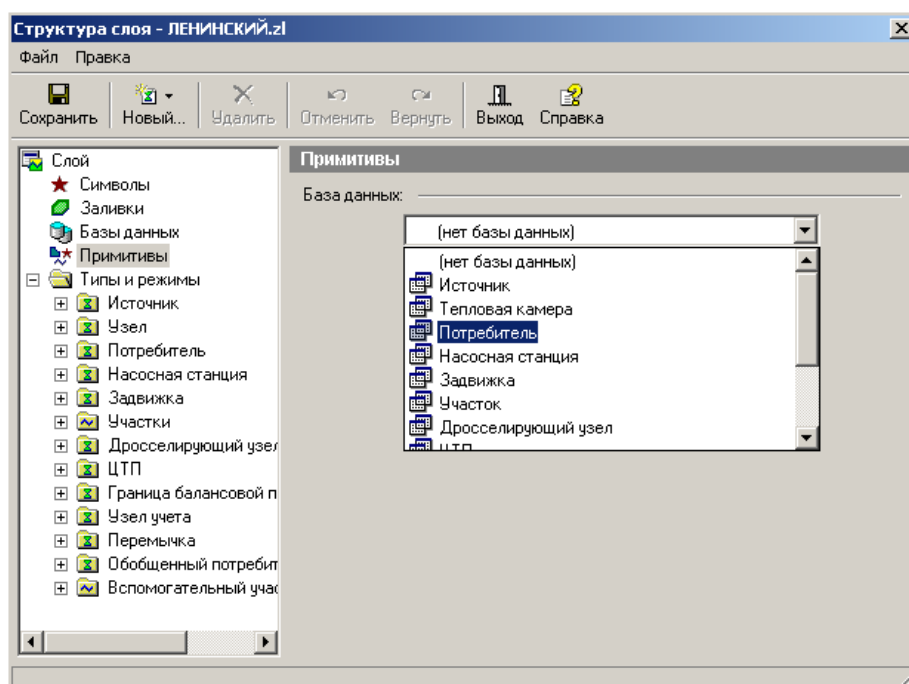 Структура слоя - ЛЕНИНСКИЙ.zl
Файл Правка
Сохранить Новый... Удалить Отменить Вернуть Выход Справка
Слой
Символы
Заливки
Базы данных
Примитивы
Типы и режимы
Источник
Узел
Потребитель
Насосная станция
Задвижка
Участки
Дросселирующий узел
ЦТП
Граница балансовой п
Узел учета
Перемычка
Обобщенный потребит
Вспомогательный учас
Примитивы
База данных:
(нет базы данных)
(нет базы данных)
Источник
Тепловая камера
Потребитель
Насосная станция
Задвижка
Участок
Дросселирующий узел
ЦТП